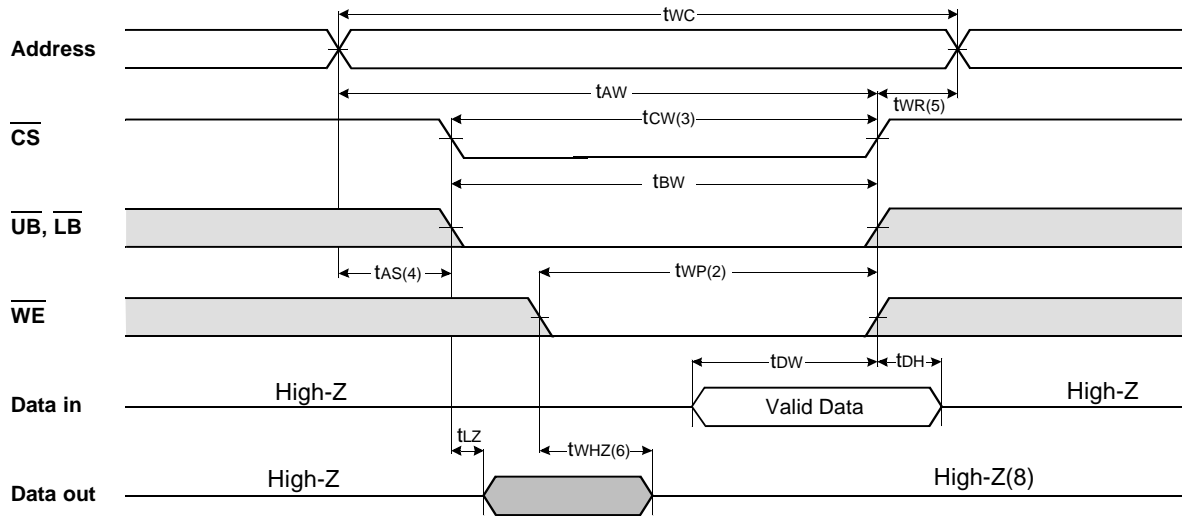 tWC
Address
tAW
tWR(5)
tCW(3)
CS
tBW
UB, LB
tAS(4)
tWP(2)
WE
tDW
tDH
High-Z
Valid Data
High-Z
Data in
tLZ
tWHZ(6)
High-Z
High-Z(8)
Data out